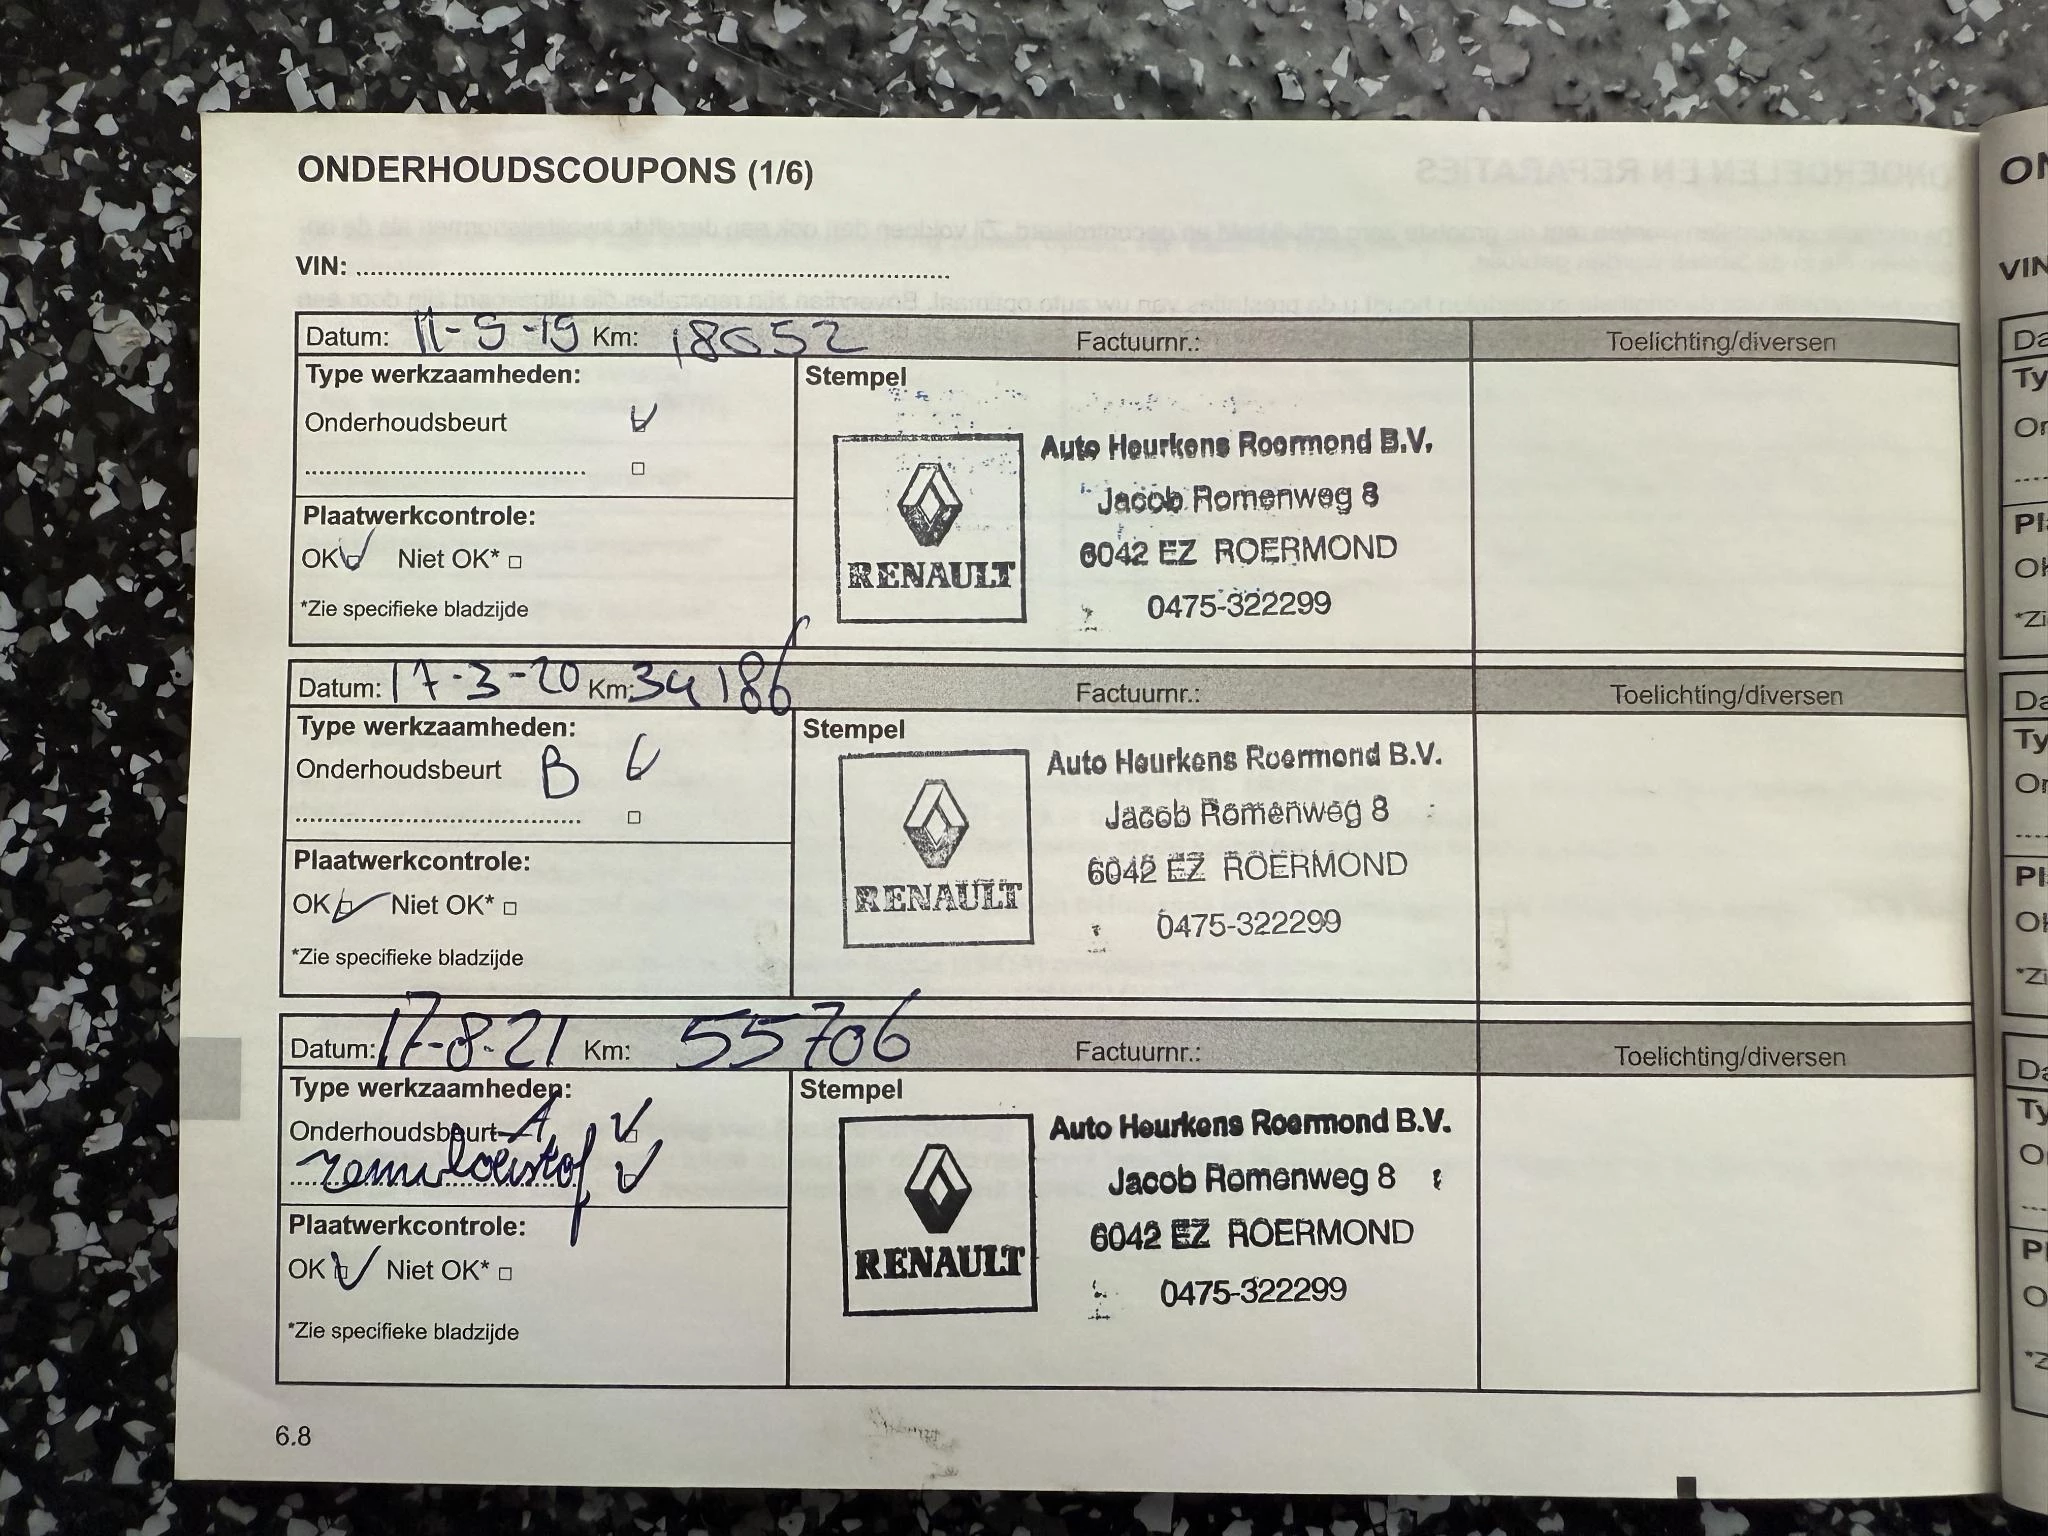 ONDERHOUDSCOUPONS (1/6)
VIN:
Datum: 11-9-19 Km: Factuurnr.: Toelichting/diversen
Type werkzaamheden: Stempel
Onderhoudsbeurt
Auto Heurkens Roermond B.V.
Jacob Romenweg 8
6042 EZ ROERMOND
0475-322299
RENAULT
Plaatwerkcontrole:
OK Niet OK*
*Zie specifieke bladzijde
Datum: 17-3-20 Km: 34186 Factuurnr.: Toelichting/diversen
Type werkzaamheden: Stempel
Onderhoudsbeurt B
Auto Heurkens Roermond B.V.
Jacob Romenweg 8
6042 EZ ROERMOND
0475-322299
RENAULT
Plaatwerkcontrole:
OK Niet OK*
*Zie specifieke bladzijde
Datum: 17-8-21 Km: 55706 Factuurnr.: Toelichting/diversen
Type werkzaamheden: Stempel
Onderhoudsbeurt A
remvloeistof
Auto Heurkens Roermond B.V.
Jacob Romenweg 8
6042 EZ ROERMOND
0475-322299
RENAULT
Plaatwerkcontrole:
OK Niet OK*
*Zie specifieke bladzijde
6.8